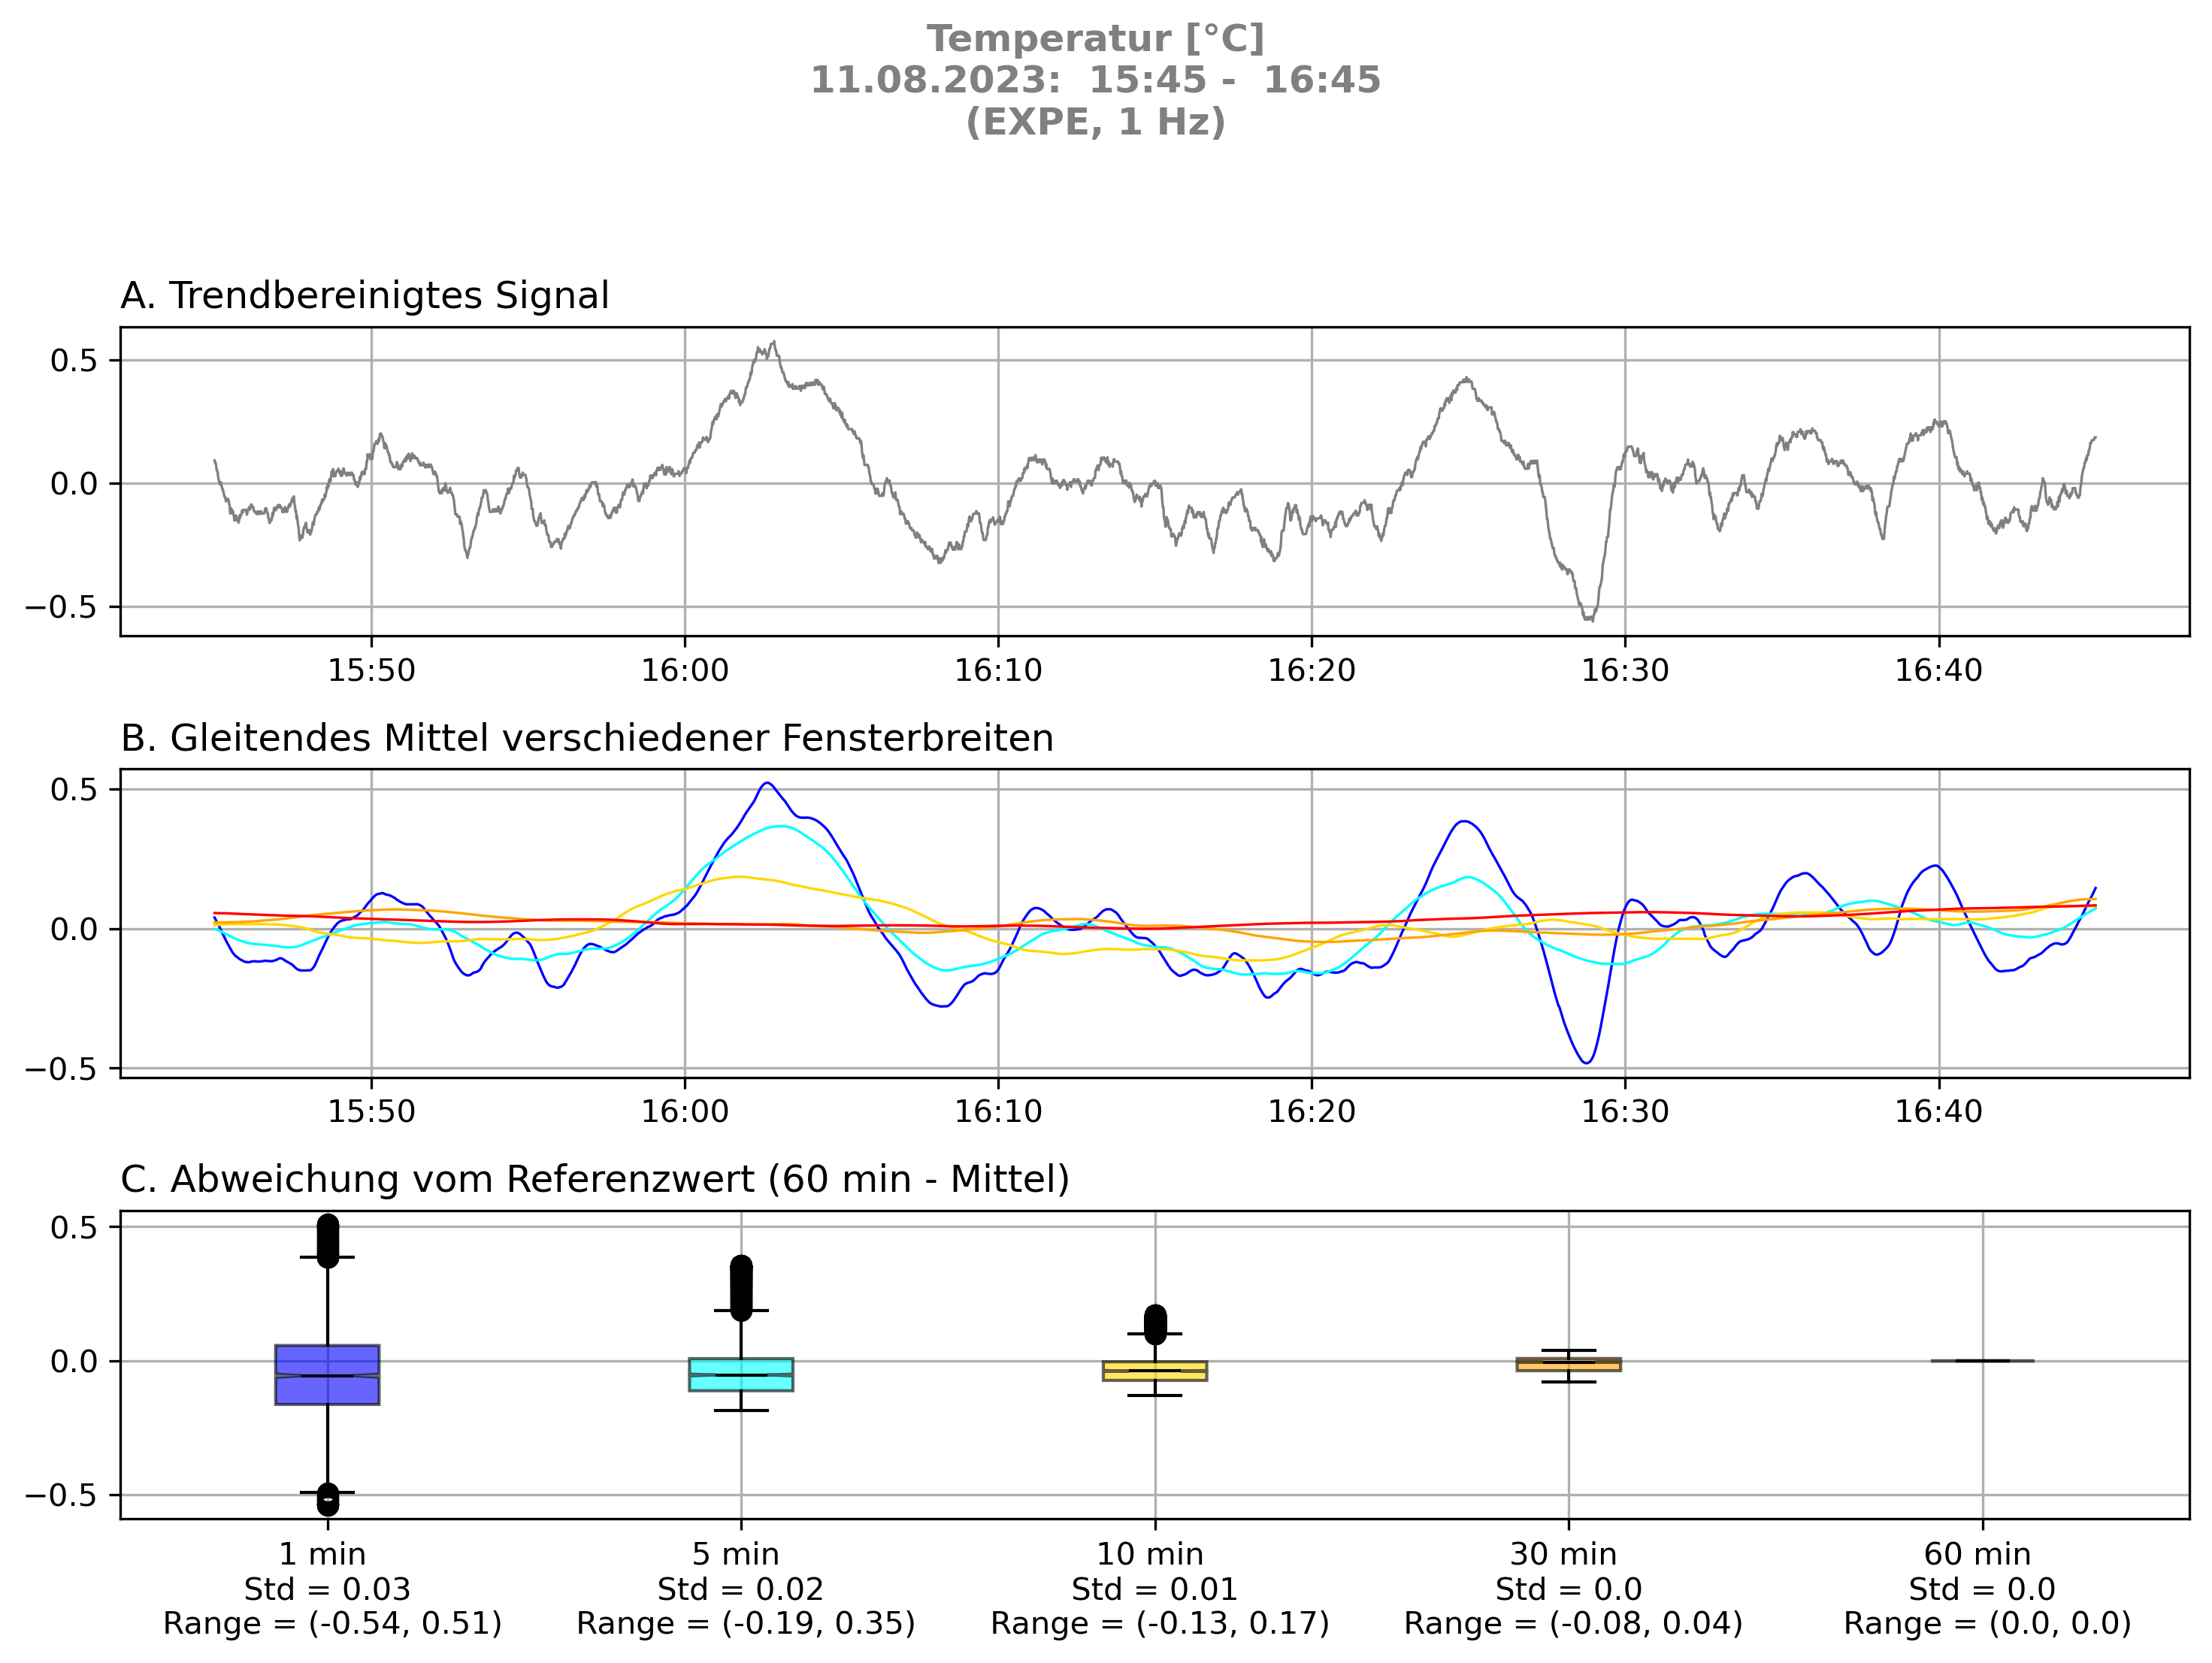 Temperatur [°C]
11.08.2023:  15:45 -  16:45
(EXPE, 1 Hz)
A. Trendbereinigtes Signal
0.5
0.0
−0.5
15:50 16:00 16:10 16:20 16:30 16:40
B. Gleitendes Mittel verschiedener Fensterbreiten
0.5
0.0
−0.5
15:50 16:00 16:10 16:20 16:30 16:40
C. Abweichung vom Referenzwert (60 min - Mittel)
0.5
0.0
−0.5
1 min 5 min 10 min 30 min 60 min
Std = 0.03 Std = 0.02 Std = 0.01 Std = 0.0 Std = 0.0
Range = (-0.54, 0.51) Range = (-0.19, 0.35) Range = (-0.13, 0.17) Range = (-0.08, 0.04) Range = (0.0, 0.0)